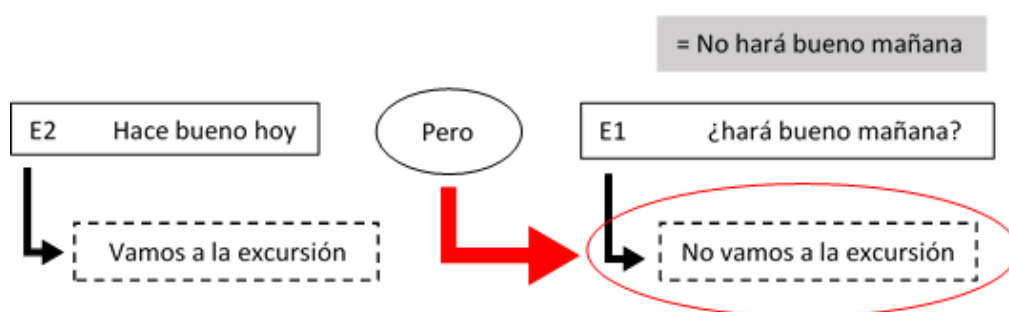 = No hará bueno mañana
E2 Hace bueno hoy
Pero
E1 ¿hará bueno mañana?
Vamos a la excursión
No vamos a la excursión